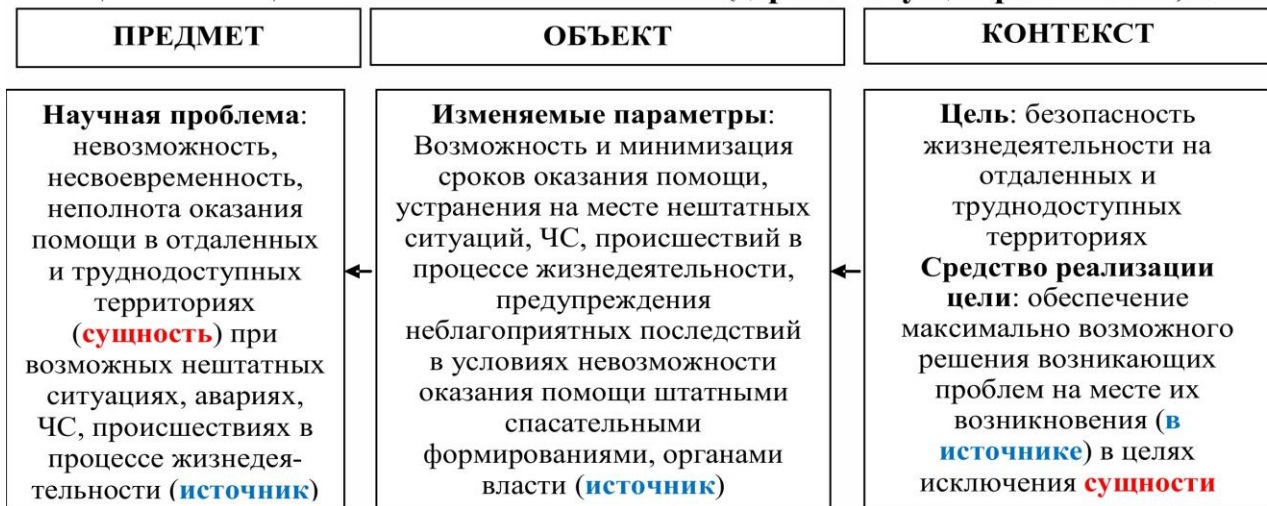 ПРЕДМЕТ
ОБЪЕКТ
КОНТЕКСТ
Научная проблема:
невозможность,
несвоевременность,
неполнота оказания
помощи в отдаленных
и труднодоступных
территориях
(сущность) при
возможных нештатных
ситуациях, авариях,
ЧС, происшествиях в
процессе жизнедея-
тельности (источник)
Изменяемые параметры:
Возможность и минимизация
сроков оказания помощи,
устранения на месте нештатных
ситуаций, ЧС, происшествий в
процессе жизнедеятельности,
предупреждения
неблагоприятных последствий
в условиях невозможности
оказания помощи штатными
спасательными
формированиями, органами
власти (источник)
Цель: безопасность
жизнедеятельности на
отдаленных и
труднодоступных
территориях
Средство реализации
цели: обеспечение
максимально возможного
решения возникающих
проблем на месте их
возникновения (в
источнике) в целях
исключения сущности